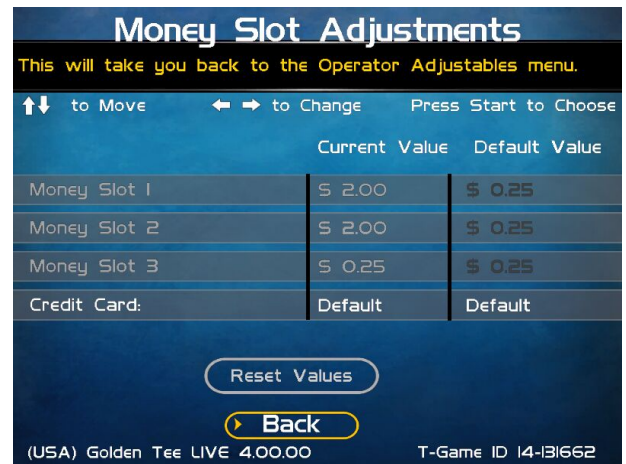 Money Slot Adjustments
This will take you back to the Operator Adjustables menu.
↑↓ to Move ← → to Change Press Start to Choose
Current Value Default Value
Money Slot 1 $ 2.00 $ 0.25
Money Slot 2 $ 2.00 $ 0.25
Money Slot 3 $ 0.25 $ 0.25
Credit Card: Default Default
Reset Values
Back
(USA) Golden Tee LIVE 4.00.00 T-Game ID 14-131662